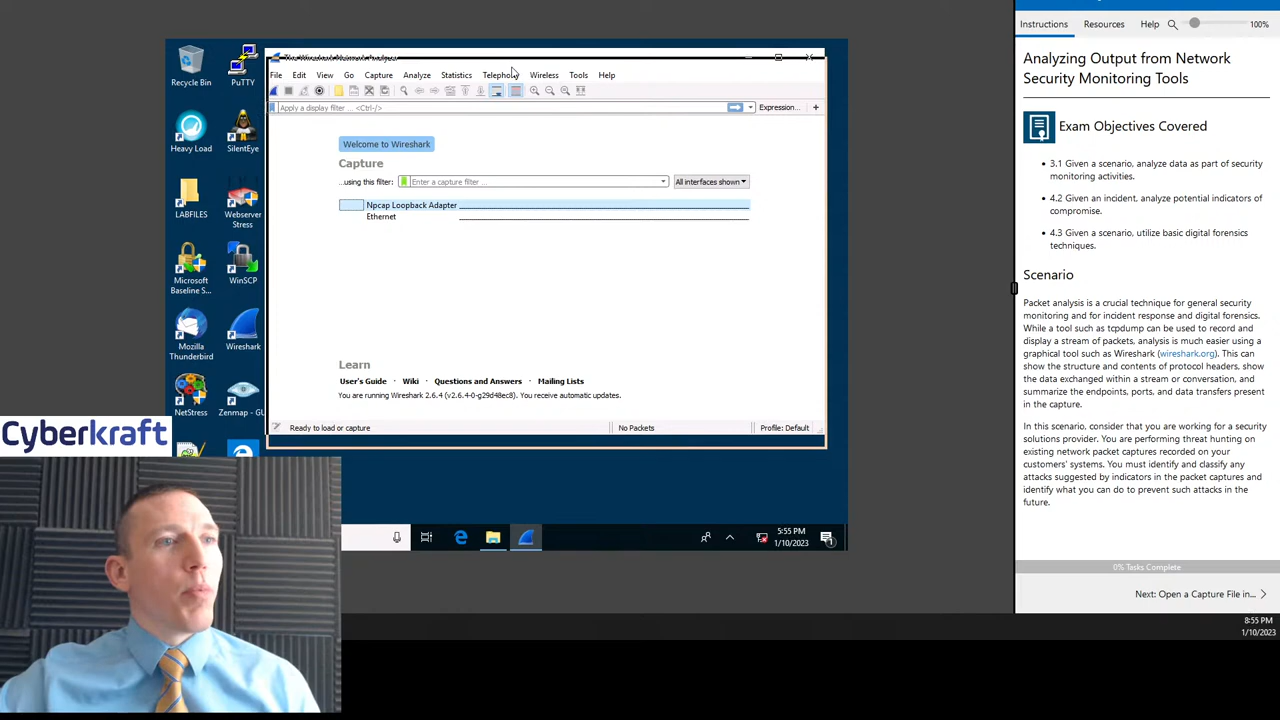 Recycle Bin
PuTTY
Heavy Load
SilentEye
LABFILES
Webserver
Stress
Microsoft
Baseline S...
WinSCP
Mozilla
Thunderbird
Wireshark
NetStress
Zenmap - GU
Cyberkraft
The Wireshark Network Analyzer
File Edit View Go Capture Analyze Statistics Telephony Wireless Tools Help
Apply a display filter ... <Ctrl-/>
Expression...
+
Welcome to Wireshark
Capture
...using this filter:
Enter a capture filter ...
All interfaces shown
Npcap Loopback Adapter
Ethernet
Learn
User's Guide · Wiki · Questions and Answers · Mailing Lists
You are running Wireshark 2.6.4 (v2.6.4-0-g29d48ec8). You receive automatic updates.
Ready to load or capture
No Packets
Profile: Default
5:55 PM
1/10/2023
1
Instructions Resources Help 100%
Analyzing Output from Network
Security Monitoring Tools
Exam Objectives Covered
• 3.1 Given a scenario, analyze data as part of security
monitoring activities.
• 4.2 Given an incident, analyze potential indicators of
compromise.
• 4.3 Given a scenario, utilize basic digital forensics
techniques.
Scenario
Packet analysis is a crucial technique for general security
monitoring and for incident response and digital forensics.
While a tool such as tcpdump can be used to record and
display a stream of packets, analysis is much easier using a
graphical tool such as Wireshark (wireshark.org). This can
show the structure and contents of protocol headers, show
the data exchanged within a stream or conversation, and
summarize the endpoints, ports, and data transfers present
in the capture.
In this scenario, consider that you are working for a security
solutions provider. You are performing threat hunting on
existing network packet captures recorded on your
customers' systems. You must identify and classify any
attacks suggested by indicators in the packet captures and
identify what you can do to prevent such attacks in the
future.
0% Tasks Complete
Next: Open a Capture File in...
8:55 PM
1/10/2023